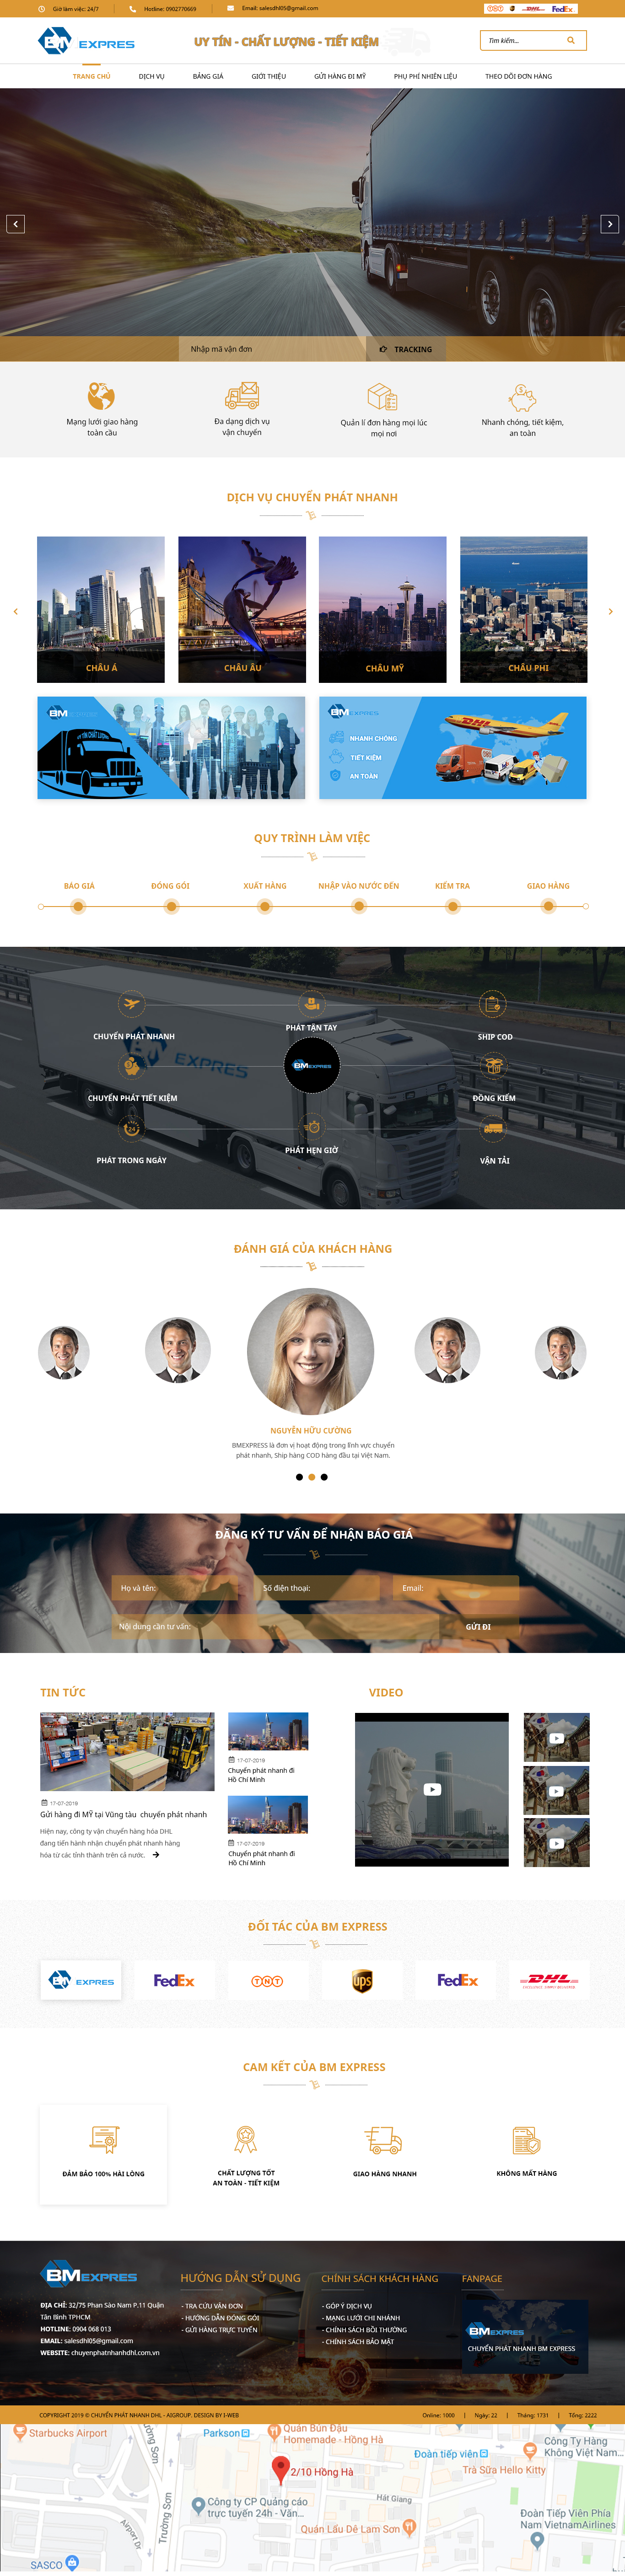 Giờ làm việc: 24/7
Hotline: 0902770669
Email: salesdhl05@gmail.com
TNT DHL FedEx
BM EXPRES
UY TÍN - CHẤT LƯỢNG - TIẾT KIỆM
Tìm kiếm...
TRANG CHỦ
DỊCH VỤ
BẢNG GIÁ
GIỚI THIỆU
GỬI HÀNG ĐI MỸ
PHỤ PHÍ NHIÊN LIỆU
THEO DÕI ĐƠN HÀNG
Nhập mã vận đơn
TRACKING
Mạng lưới giao hàng
toàn cầu
Đa dạng dịch vụ
vận chuyển
Quản lí đơn hàng mọi lúc
mọi nơi
Nhanh chóng, tiết kiệm,
an toàn
DỊCH VỤ CHUYỂN PHÁT NHANH
CHÂU Á
CHÂU ÂU
CHÂU MỸ
CHÂU PHI
BM EXPRES
BM EXPRES
NHANH CHÓNG
TIẾT KIỆM
AN TOÀN
DHL
QUY TRÌNH LÀM VIỆC
BÁO GIÁ
ĐÓNG GÓI
XUẤT HÀNG
NHẬP VÀO NƯỚC ĐẾN
KIỂM TRA
GIAO HÀNG
CHUYỂN PHÁT NHANH
PHÁT TẬN TAY
SHIP COD
BM EXPRES
CHUYỂN PHÁT TIẾT KIỆM
ĐỒNG KIỂM
PHÁT TRONG NGÀY
PHÁT HẸN GIỜ
VẬN TẢI
ĐÁNH GIÁ CỦA KHÁCH HÀNG
NGUYỄN HỮU CƯỜNG
BMEXPRESS là đơn vị hoạt động trong lĩnh vực chuyển
phát nhanh, Ship hàng COD hàng đầu tại Việt Nam.
ĐĂNG KÝ TƯ VẤN ĐỂ NHẬN BÁO GIÁ
Họ và tên:
Số điện thoại:
Email:
Nội dung cần tư vấn:
GỬI ĐI
TIN TỨC
17-07-2019
Gửi hàng đi MỸ tại Vũng tàu chyển phát nhanh
Hiện nay, công ty vận chuyển hàng hóa DHL
đang tiến hành nhận chuyển phát nhanh hàng
hóa từ các tỉnh thành trên cả nước.
17-07-2019
Chuyển phát nhanh đi
Hồ Chí Minh
17-07-2019
Chuyển phát nhanh đi
Hồ Chí Minh
VIDEO
ĐỐI TÁC CỦA BM EXPRESS
BM EXPRES
FedEx
TNT
ups
FedEx
DHL
CAM KẾT CỦA BM EXPRESS
ĐẢM BẢO 100% HÀI LÒNG
CHẤT LƯỢNG TỐT
AN TOÀN - TIẾT KIỆM
GIAO HÀNG NHANH
KHÔNG MẤT HÀNG
BM EXPRES
ĐỊA CHỈ: 32/75 Phan Sào Nam P.11 Quận
Tân Bình TPHCM
HOTLINE: 0904 068 013
EMAIL: salesdhl05@gmail.com
WEBSITE: chuyenphatnhanhdhl.com.vn
HƯỚNG DẪN SỬ DỤNG
- TRA CỨU VẬN ĐƠN
- HƯỚNG DẪN ĐÓNG GÓI
- GỬI HÀNG TRỰC TUYẾN
CHÍNH SÁCH KHÁCH HÀNG
- GÓP Ý DỊCH VỤ
- MẠNG LƯỚI CHI NHÁNH
- CHÍNH SÁCH BỒI THƯỜNG
- CHÍNH SÁCH BẢO MẬT
FANPAGE
BM EXPRES
CHUYỂN PHÁT NHANH BM EXPRESS
COPYRIGHT 2019 © CHUYỂN PHÁT NHANH DHL - AIGROUP. DESIGN BY I-WEB
Online: 1000 | Ngày: 22 | Tháng: 1731 | Tổng: 2222
Starbucks Airport
Trường Sơn
Parkson
Quán Bún Đậu
Homemade - Hồng Hà
Đoàn tiếp viên
Công Ty Hàng
Không Việt Nam...
2/10 Hồng Hà
Trà Sữa Hello Kitty
Công ty CP Quảng cáo
trực tuyến 24h - Văn...
Hát Giang
Airport Dr
Trường Sơn
Quán Lẩu Dê Lam Sơn
Đoàn Tiếp Viên Phía
Nam VietnamAirlines
SASCO